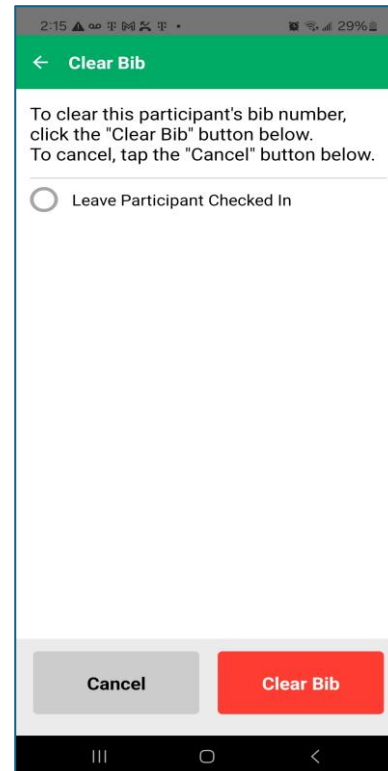 2:15
29%
Clear Bib
To clear this participant's bib number,
click the "Clear Bib" button below.
To cancel, tap the "Cancel" button below.
Leave Participant Checked In
Cancel
Clear Bib